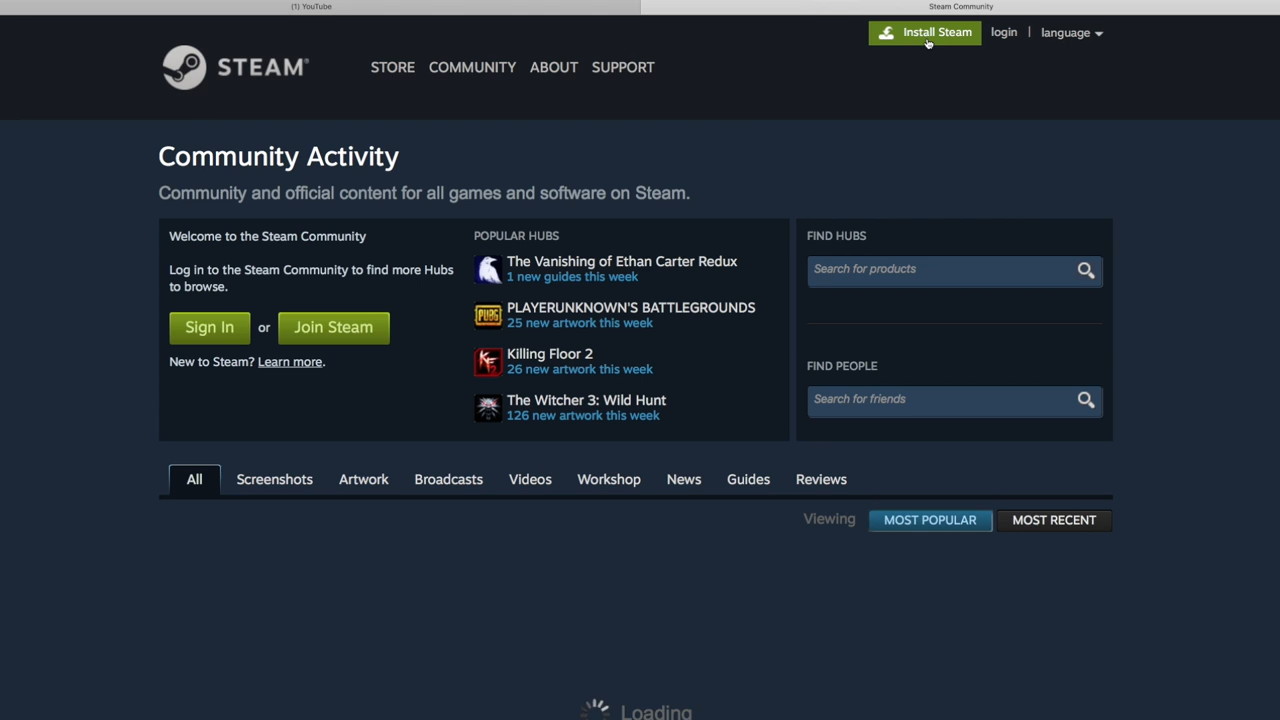 (1) YouTube
Steam Community
Install Steam
login
language
STEAM®
STORE COMMUNITY ABOUT SUPPORT
Community Activity
Community and official content for all games and software on Steam.
Welcome to the Steam Community
Log in to the Steam Community to find more Hubs
to browse.
Sign In or Join Steam
New to Steam? Learn more.
POPULAR HUBS
The Vanishing of Ethan Carter Redux
1 new guides this week
PUBG
PLAYERUNKNOWN'S BATTLEGROUNDS
25 new artwork this week
KF2
Killing Floor 2
26 new artwork this week
The Witcher 3: Wild Hunt
126 new artwork this week
FIND HUBS
Search for products
FIND PEOPLE
Search for friends
All Screenshots Artwork Broadcasts Videos Workshop News Guides Reviews
Viewing MOST POPULAR MOST RECENT
Loading